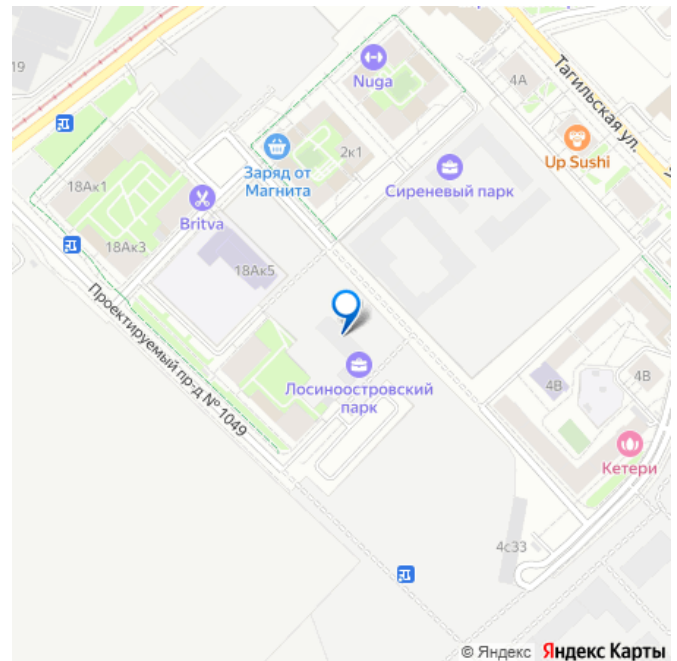 19
Nuga
4А
Тагильская ул.
Up Sushi
2к1
Заряд от
Магнита
Сиреневый парк
18Ак1
Britva
18Ак3
18Ак5
Проектируемый пр-д № 1049
Лосиноостровский
парк
4В
4В
Кетери
4с33
© Яндекс Яндекс Карты